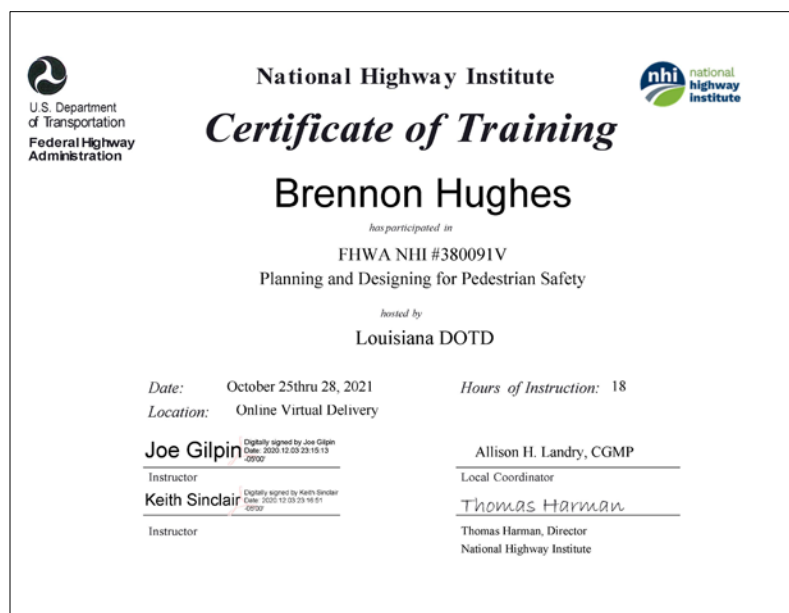 U.S. Department
of Transportation
Federal Highway
Administration
National Highway Institute
nhi national
highway
institute
Certificate of Training
Brennon Hughes
has participated in
FHWA NHI #380091V
Planning and Designing for Pedestrian Safety
hosted by
Louisiana DOTD
Date: October 25thru 28, 2021
Hours of Instruction: 18
Location: Online Virtual Delivery
Joe Gilpin
Digitally signed by Joe Gilpin
Date: 2020.12.03 23:15:13
-05'00'
Instructor
Keith Sinclair
Digitally signed by Keith Sinclair
Date: 2020.12.03 23:16:51
-05'00'
Instructor
Allison H. Landry, CGMP
Local Coordinator
Thomas Harman
Thomas Harman, Director
National Highway Institute